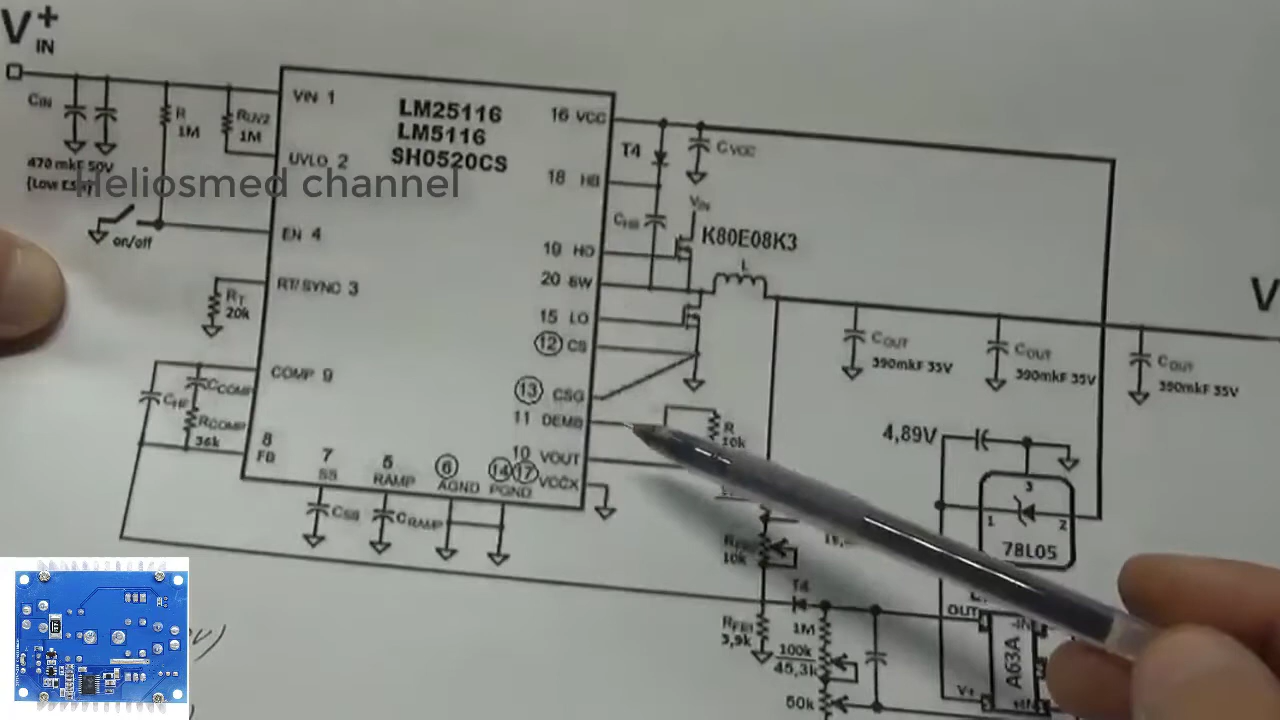 V+
IN
CIN
R
1M
RUV2
1M
470 mkF 50V
(Low ESR)
Heliosmed channel
on/off
VIN 1
UVLO 2
EN 4
RT/SYNC 3
RT
20k
COMP 9
CHF
CCOMP
RCOMP
36k
8
FB
7
SS
5
RAMP
6
AGND
14
PGND
17
VCCX
CSS
CRAMP
LM25116
LM5116
SH0520CS
16 VCC
18 HB
19 HO
20 SW
15 LO
12 CS
13 CSG
11 DEMB
10 VOUT
T4
CVCC
CHB
VIN
K80E08K3
L
COUT
390mkF 35V
COUT
390mkF 35V
COUT
390mkF 35V
V
R
10k
4,89V
3
1
2
78L05
10k
T4
RFB1
3,9k
1M
100k
45,3k
50k
OUT
V+
A63A
-IN